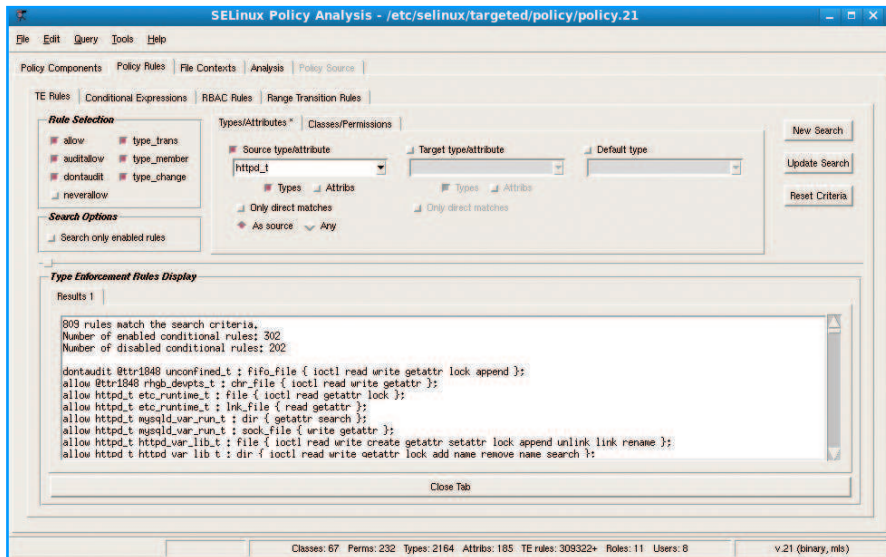 SELinux Policy Analysis - /etc/selinux/targeted/policy/policy.21
File Edit Query Tools Help
Policy Components Policy Rules File Contexts Analysis Policy Source
TE Rules Conditional Expressions RBAC Rules Range Transition Rules
Rule Selection
allow type_trans
auditallow type_member
dontaudit type_change
neverallow
Search Options
Search only enabled rules
Types/Attributes * Classes/Permissions
Source type/attribute Target type/attribute Default type
httpd_t
Types Attribs Types Attribs
Only direct matches Only direct matches
As source Any
New Search
Update Search
Reset Criteria
Type Enforcement Rules Display
Results 1
809 rules match the search criteria.
Number of enabled conditional rules: 302
Number of disabled conditional rules: 202
dontaudit @ttr1848 unconfined_t : fifo_file { ioctl read write getattr lock append };
allow @ttr1848 rhgb_devpts_t : chr_file { ioctl read write getattr };
allow httpd_t etc_runtime_t : file { ioctl read getattr lock };
allow httpd_t etc_runtime_t : lnk_file { read getattr };
allow httpd_t mysqld_var_run_t : dir { getattr search };
allow httpd_t mysqld_var_run_t : sock_file { write getattr };
allow httpd_t httpd_var_lib_t : file { ioctl read write create getattr setattr lock append unlink link rename };
allow httpd_t httpd_var_lib_t : dir { ioctl read write getattr lock add_name remove_name search };
Close Tab
Classes: 67 Perms: 232 Types: 2164 Attribs: 185 TE rules: 309322+ Roles: 11 Users: 8
v.21 (binary, mls)